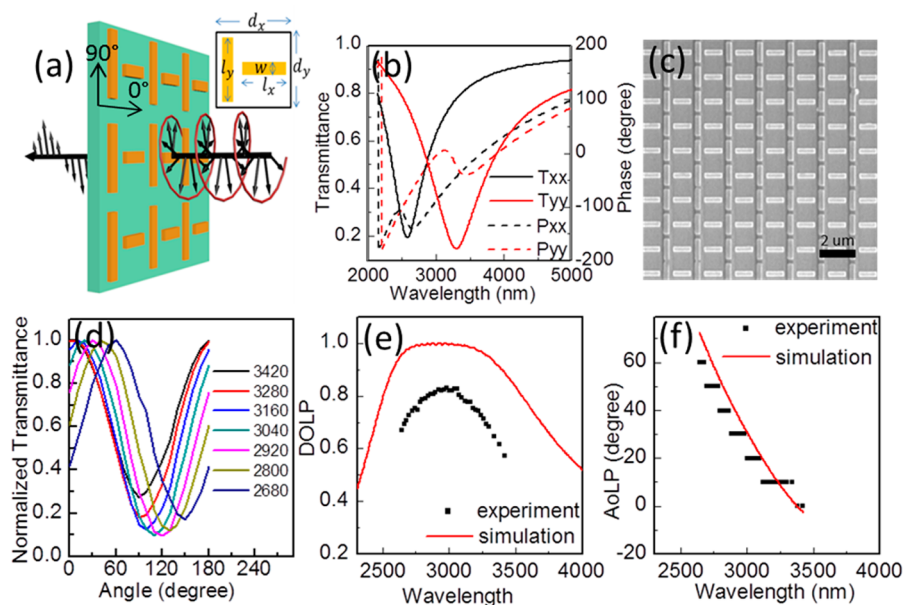 (a)
90°
0°
dx
ly
w
lx
dy
(b)
Transmittance
1.0
0.8
0.6
0.4
0.2
2000 3000 4000 5000
Wavelength (nm)
Txx
Tyy
Pxx
Pyy
200
100
0
-100
-200
Phase (degree)
(c)
2 um
(d)
Normalized Transmittance
1.0
0.8
0.6
0.4
0.2
0.0
0 60 120 180 240
Angle (degree)
3420
3280
3160
3040
2920
2800
2680
(e)
DOLP
1.0
0.8
0.6
0.4
0.2
2500 3000 3500 4000
Wavelength
experiment
simulation
(f)
AoLP (degree)
60
40
20
0
-20
2500 3000 3500 4000
Wavelength (nm)
experiment
simulation